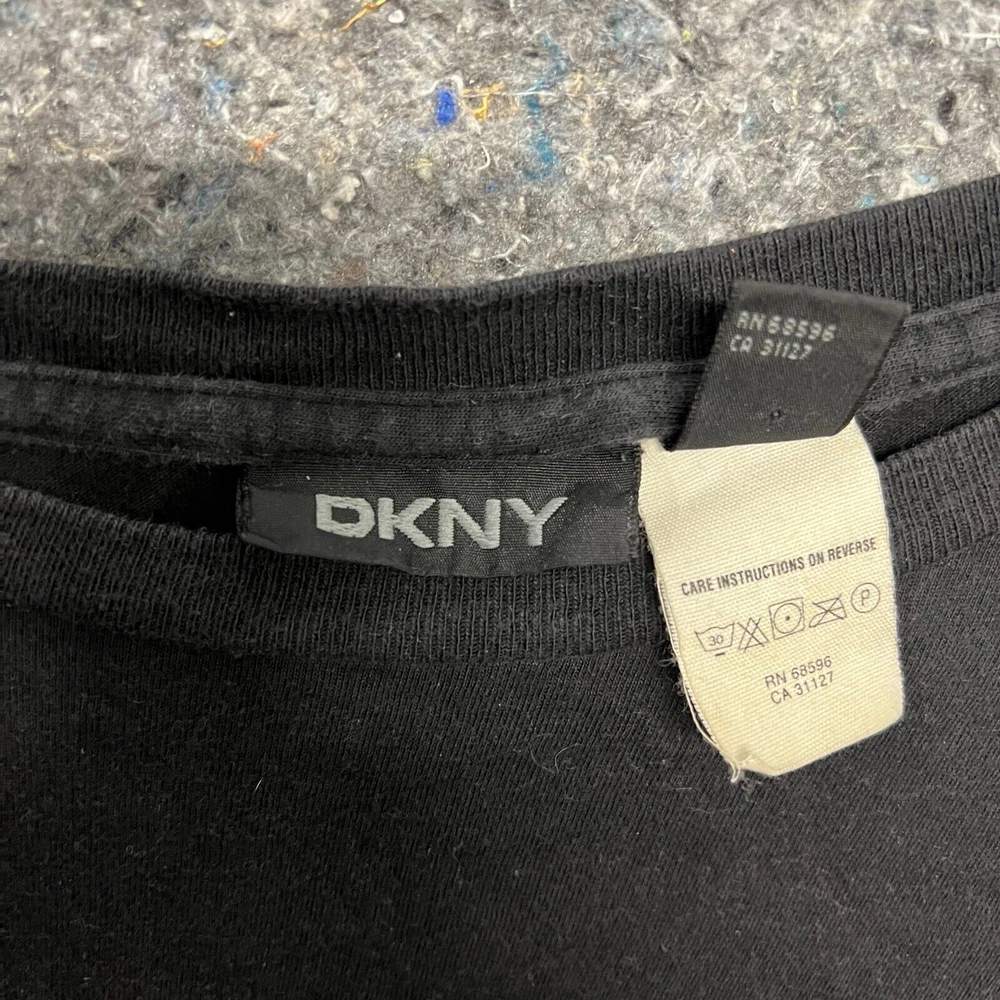 RN 68596
CA 31127
DKNY
CARE INSTRUCTIONS ON REVERSE
30 P
RN 68596
CA 31127